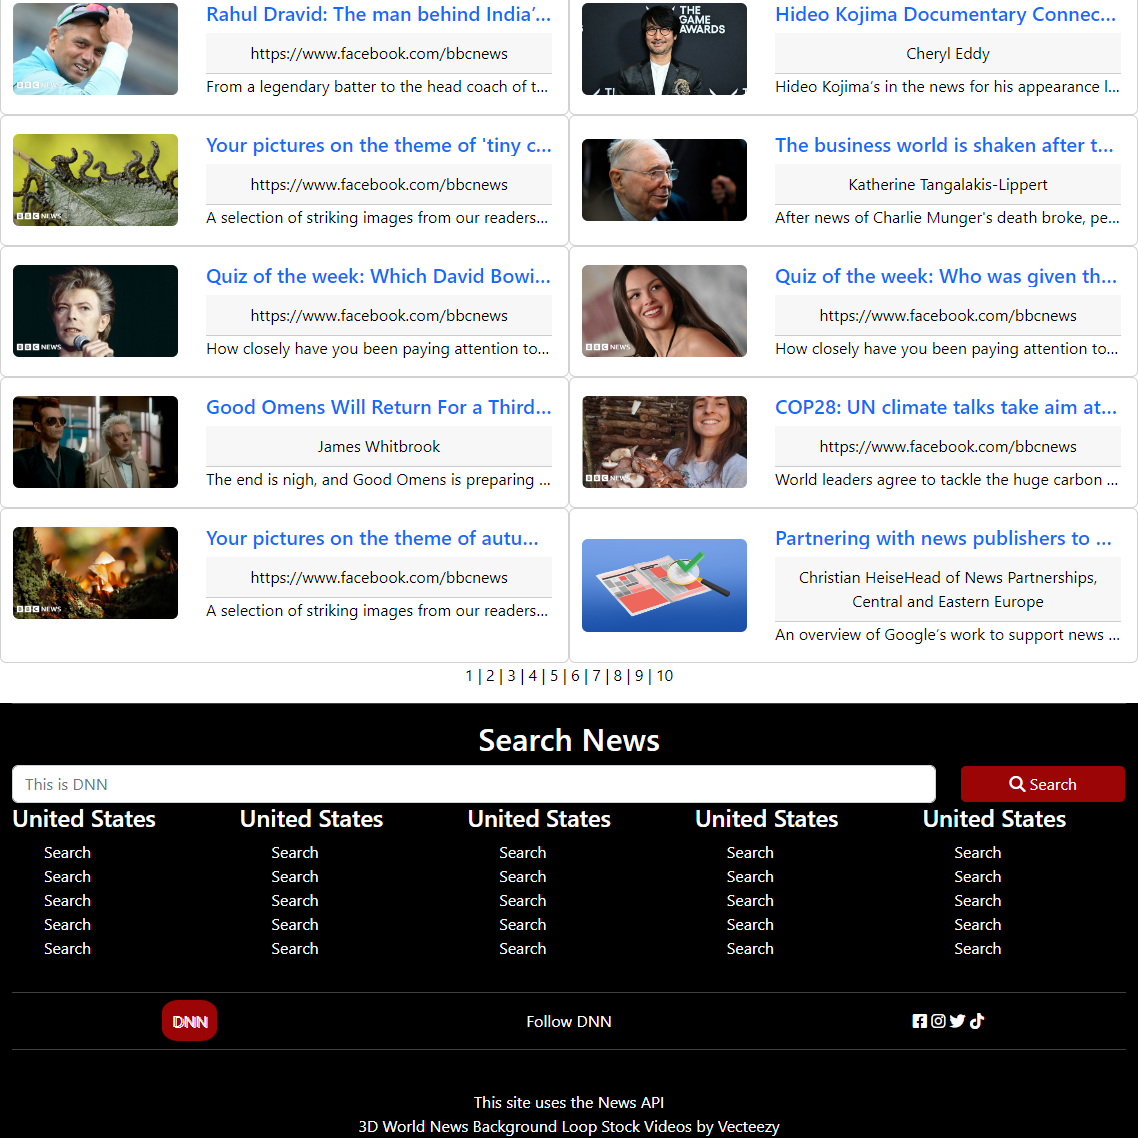 Rahul Dravid: The man behind India’...
https://www.facebook.com/bbcnews
From a legendary batter to the head coach of t...
BBC NEWS
Hideo Kojima Documentary Connec...
Cheryl Eddy
Hideo Kojima’s in the news for his appearance l...
THE
GAME
AWARDS
Your pictures on the theme of 'tiny c...
https://www.facebook.com/bbcnews
A selection of striking images from our readers...
BBC NEWS
The business world is shaken after t...
Katherine Tangalakis-Lippert
After news of Charlie Munger's death broke, pe...
Quiz of the week: Which David Bowi...
https://www.facebook.com/bbcnews
How closely have you been paying attention to...
BBC NEWS
Quiz of the week: Who was given th...
https://www.facebook.com/bbcnews
How closely have you been paying attention to...
BBC NEWS
Good Omens Will Return For a Third...
James Whitbrook
The end is nigh, and Good Omens is preparing ...
COP28: UN climate talks take aim at...
https://www.facebook.com/bbcnews
World leaders agree to tackle the huge carbon ...
BBC NEWS
Your pictures on the theme of autu...
https://www.facebook.com/bbcnews
A selection of striking images from our readers...
BBC NEWS
Partnering with news publishers to ...
Christian HeiseHead of News Partnerships,
Central and Eastern Europe
An overview of Google’s work to support news ...
1 | 2 | 3 | 4 | 5 | 6 | 7 | 8 | 9 | 10
Search News
This is DNN
Search
United States United States United States United States United States
Search Search Search Search Search
Search Search Search Search Search
Search Search Search Search Search
Search Search Search Search Search
Search Search Search Search Search
DNN
Follow DNN
This site uses the News API
3D World News Background Loop Stock Videos by Vecteezy